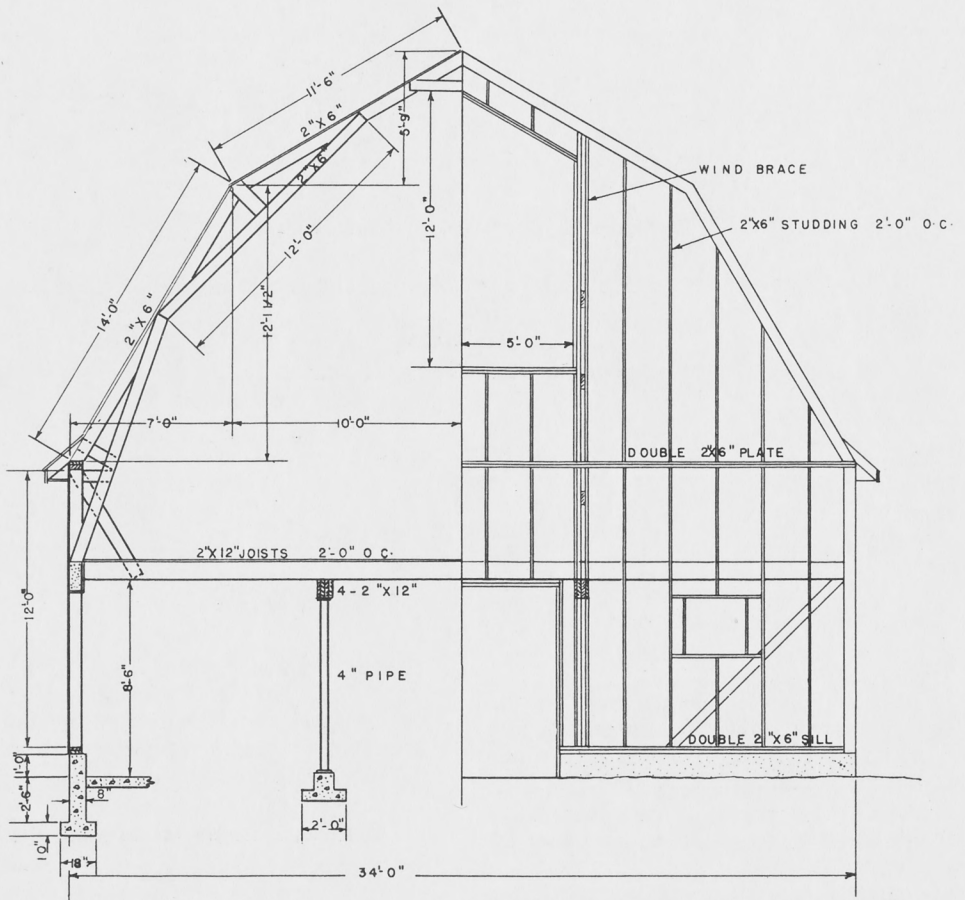 11'-6"
2" X 6"
5'-9"
2" X 6"
WIND BRACE
2"X6" STUDDING 2'-0" O.C.
12'-0"
12'-0"
14'-0"
2" X 6"
12'-1 1/2"
5'-0"
7'-0"
10'-0"
DOUBLE 2"X6" PLATE
2"X12" JOISTS 2'-0" O C.
4-2 "X12"
12'-0"
8'-6"
4" PIPE
DOUBLE 2 "X6" SILL
1'-0"
2'-6"
8"
2'-0"
10"
18"
34'-0"